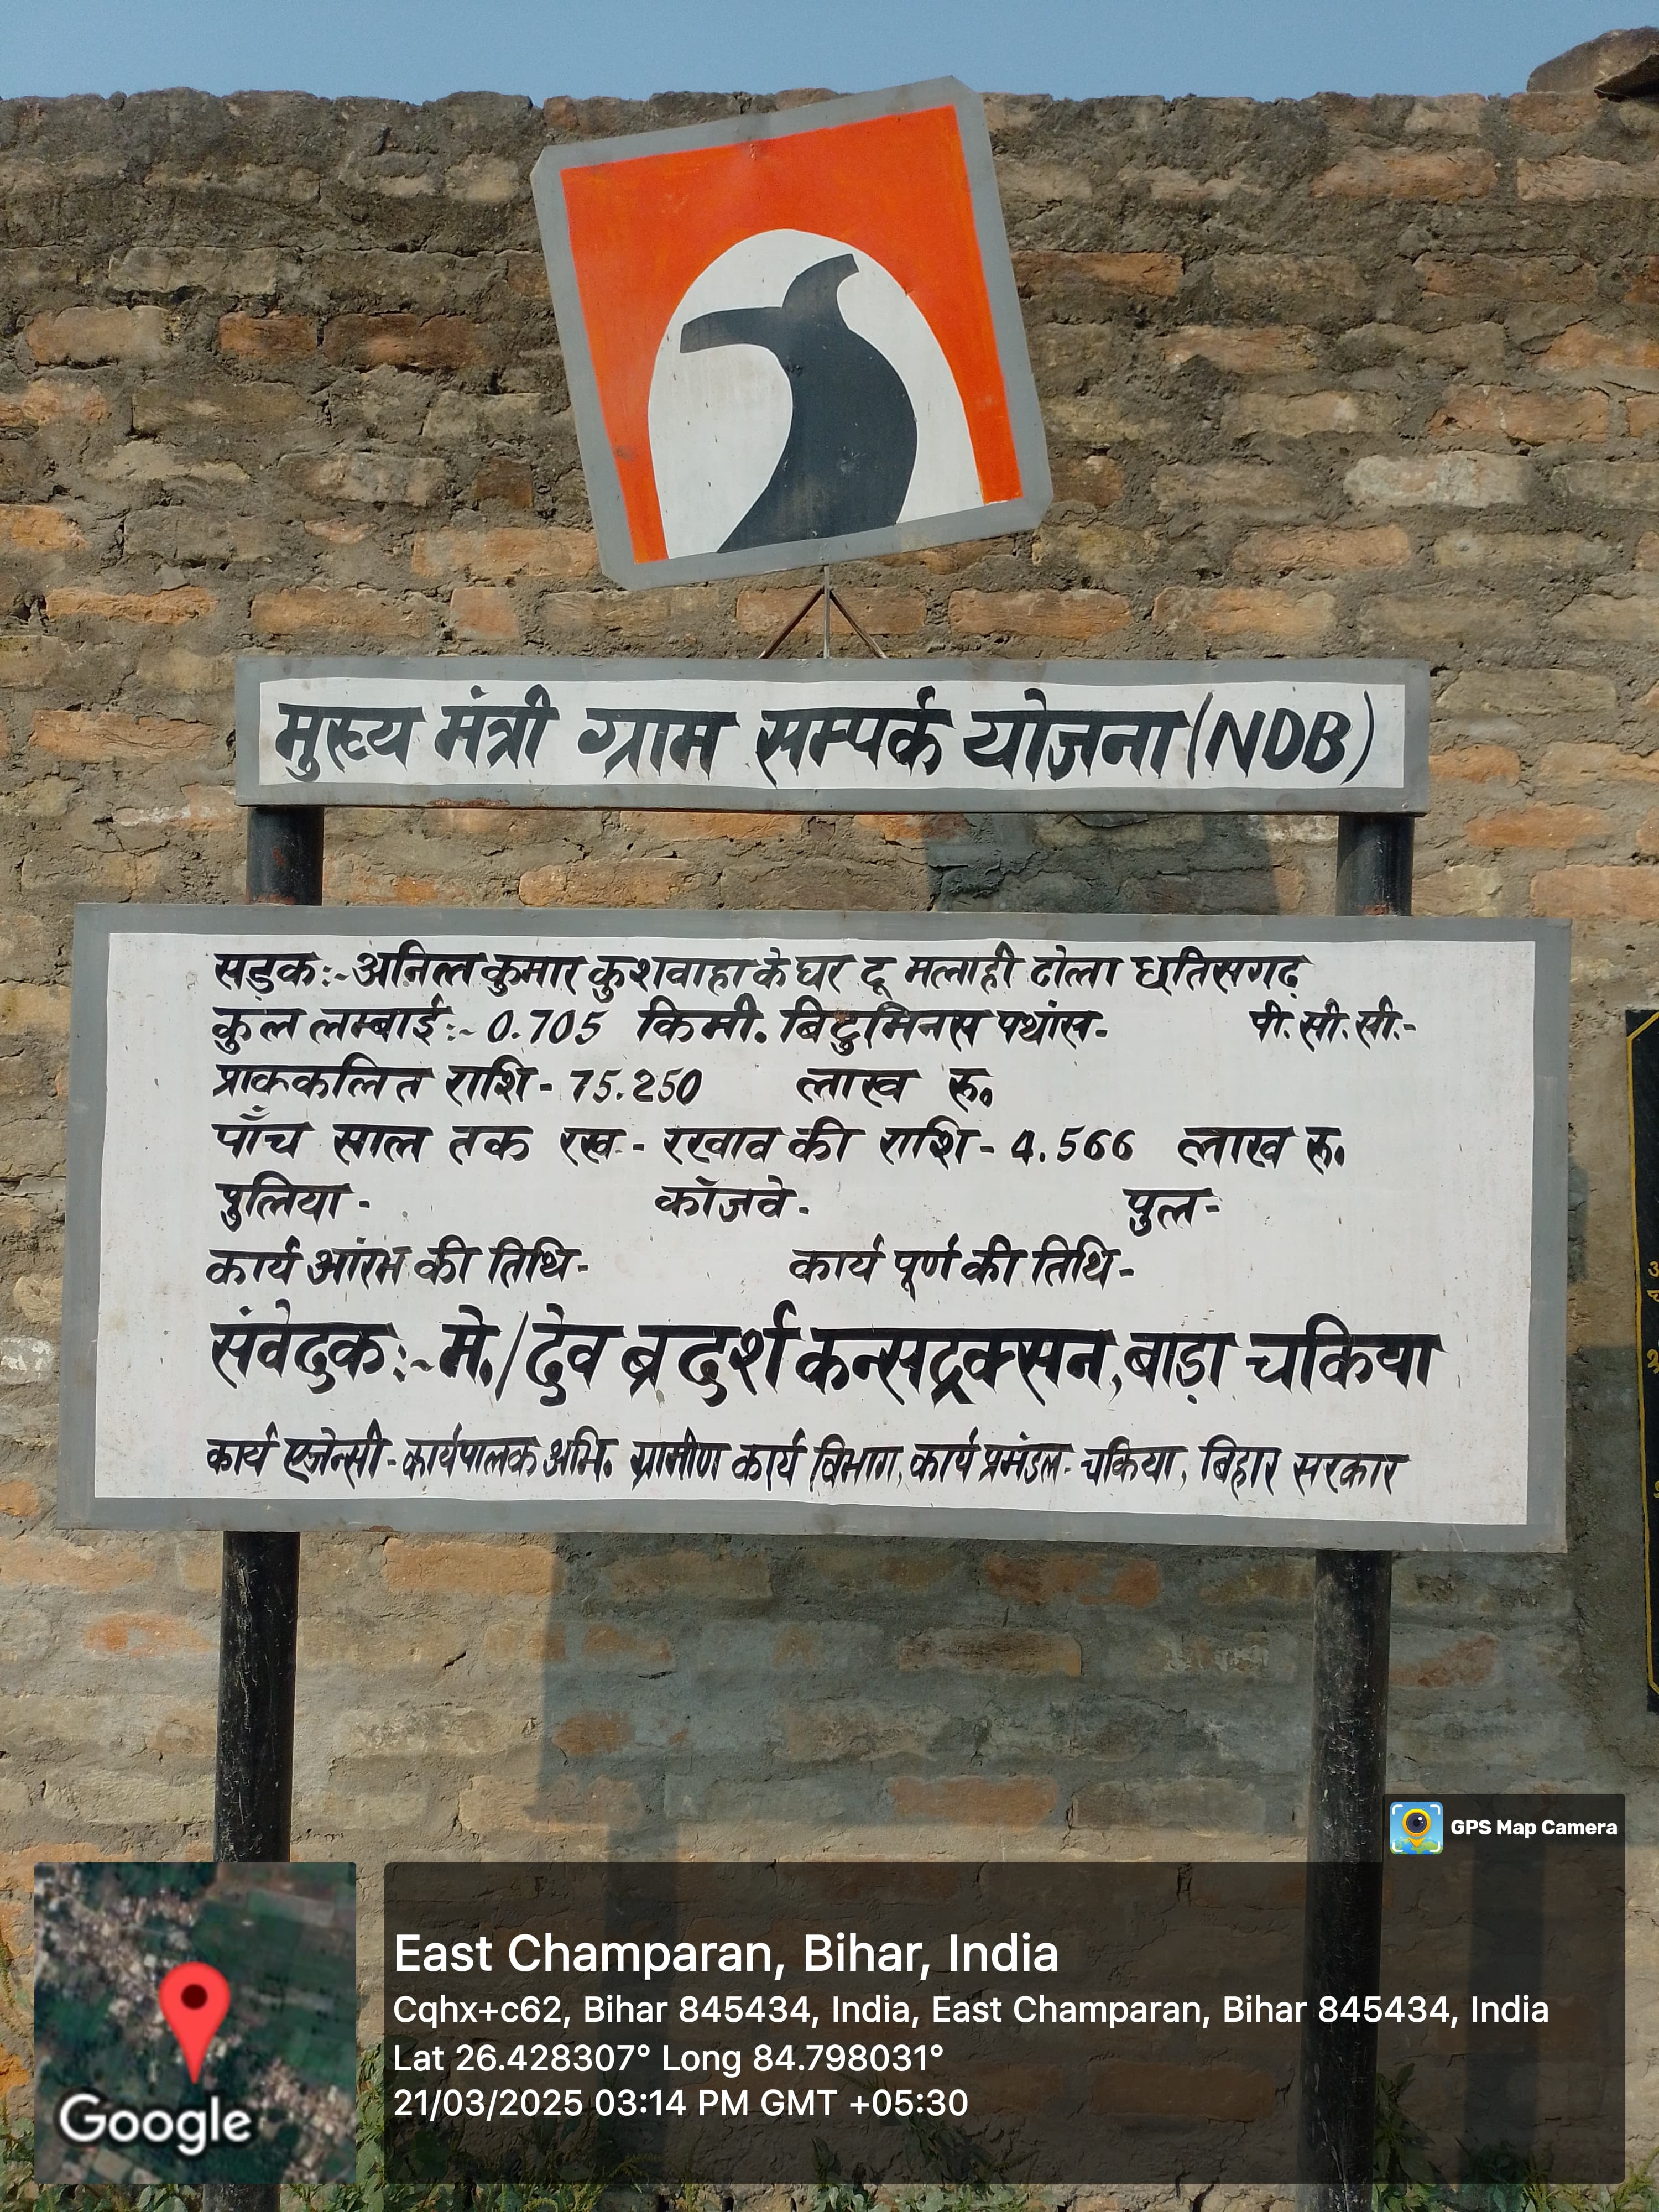 मुख्य मंत्री ग्राम सम्पर्क योजना (NDB)
सड़क:- अनिल कुमार कुशवाहा के घर टू मलाही टोला छतिसगढ़
कुल लम्बाई:- 0.705 किमी. बिटुमिनस पथांस- पी. सी. सी.-
प्राककलित राशि- 75.250 लाख रू.
पाँच साल तक रख - रखाव की राशि- 4.566 लाख रू.
पुलिया - कॉजवे - पुल-
कार्य आंरभ की तिथि- कार्य पूर्ण की तिथि-
संवेदक:- मे./देव ब्रदर्श कन्सट्रक्सन, बाड़ा चकिया
कार्य एजेन्सी - कार्यपालक अभि. ग्रामीण कार्य विभाग, कार्य प्रमंडल - चकिया, बिहार सरकार
GPS Map Camera
East Champaran, Bihar, India
Cqhx+c62, Bihar 845434, India, East Champaran, Bihar 845434, India
Lat 26.428307° Long 84.798031°
21/03/2025 03:14 PM GMT +05:30
Google